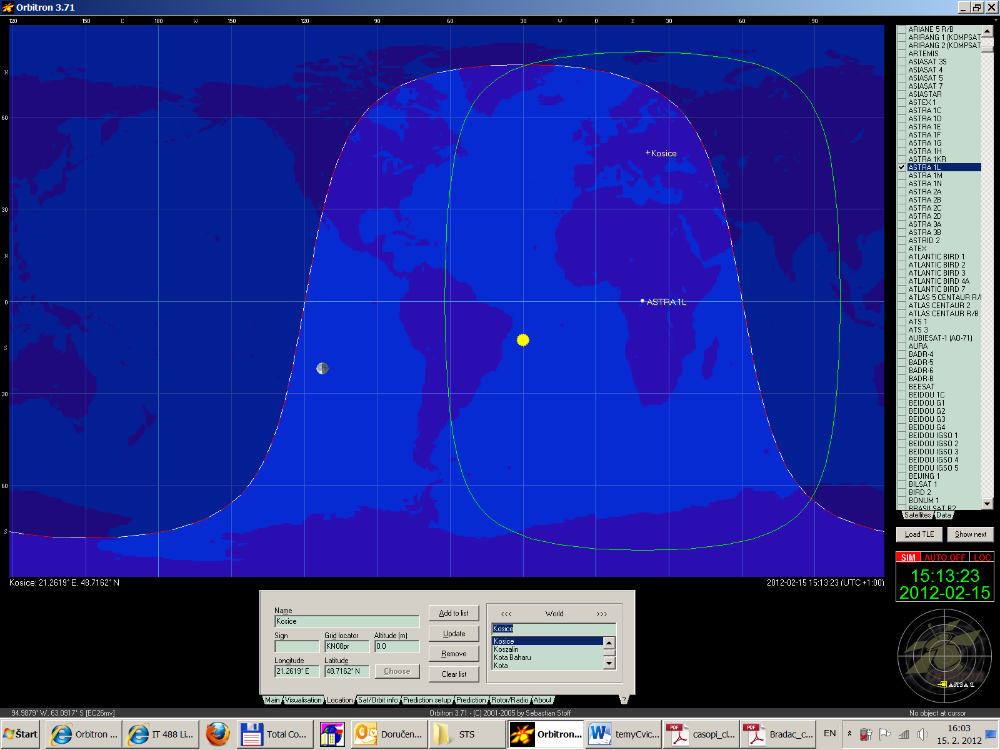 Orbitron 3.71
120 150 E 180 W 150 120 90 60 30 W 0 E 30 60 90
N
60
30
N
0
S
30
60
S
+Kosice
ASTRA 1L
Kosice: 21.2619° E, 48.7162° N
2012-02-15 15:13:23 (UTC +1:00)
ARIANE 5 R/B
ARIRANG 1 (KOMPSAT
ARIRANG 2 (KOMPSAT
ARTEMIS
ASIASAT 3S
ASIASAT 4
ASIASAT 5
ASIASAT 7
ASIASTAR
ASTEX 1
ASTRA 1C
ASTRA 1D
ASTRA 1E
ASTRA 1F
ASTRA 1G
ASTRA 1H
ASTRA 1KR
ASTRA 1L
ASTRA 1M
ASTRA 1N
ASTRA 2A
ASTRA 2B
ASTRA 2C
ASTRA 2D
ASTRA 3A
ASTRA 3B
ASTRID 2
ATEX
ATLANTIC BIRD 1
ATLANTIC BIRD 2
ATLANTIC BIRD 3
ATLANTIC BIRD 4A
ATLANTIC BIRD 7
ATLAS 5 CENTAUR R/
ATLAS CENTAUR 2
ATLAS CENTAUR R/B
ATS 1
ATS 3
AUBIESAT-1 (AO-71)
AURA
BADR-4
BADR-5
BADR-6
BADR-B
BEESAT
BEIDOU 1C
BEIDOU G1
BEIDOU G2
BEIDOU G3
BEIDOU G4
BEIDOU IGSO 1
BEIDOU IGSO 2
BEIDOU IGSO 3
BEIDOU IGSO 4
BEIDOU IGSO 5
BEIJING 1
BILSAT 1
BIRD 2
BONUM 1
BRASILSAT B2
Satellites Data
Load TLE Show next
SIM AUTO-OFF LOC
15:13:23
2012-02-15
ASTRA 1L
Name
Kosice
Sign Grid locator Altitude (m)
KN08pr 0.0
Longitude Latitude
21.2619° E 48.7162° N Choose
Add to list
Update
Remove
Clear list
<<< World >>>
Kosice
Kosice
Koszalin
Kota Baharu
Kota
Main Visualisation Location Sat/Orbit info Prediction setup Prediction Rotor/Radio About ?
94.9879° W, 63.0917° S [EC26mv]
Orbitron 3.71 - (C) 2001-2005 by Sebastian Stoff
No object at cursor
Štart Orbitron ... IT 488 Li... Total Co... Doručen... STS Orbitron... temyCvic... casopi_cl... Bradac_c... EN
16:03
15. 2. 2012